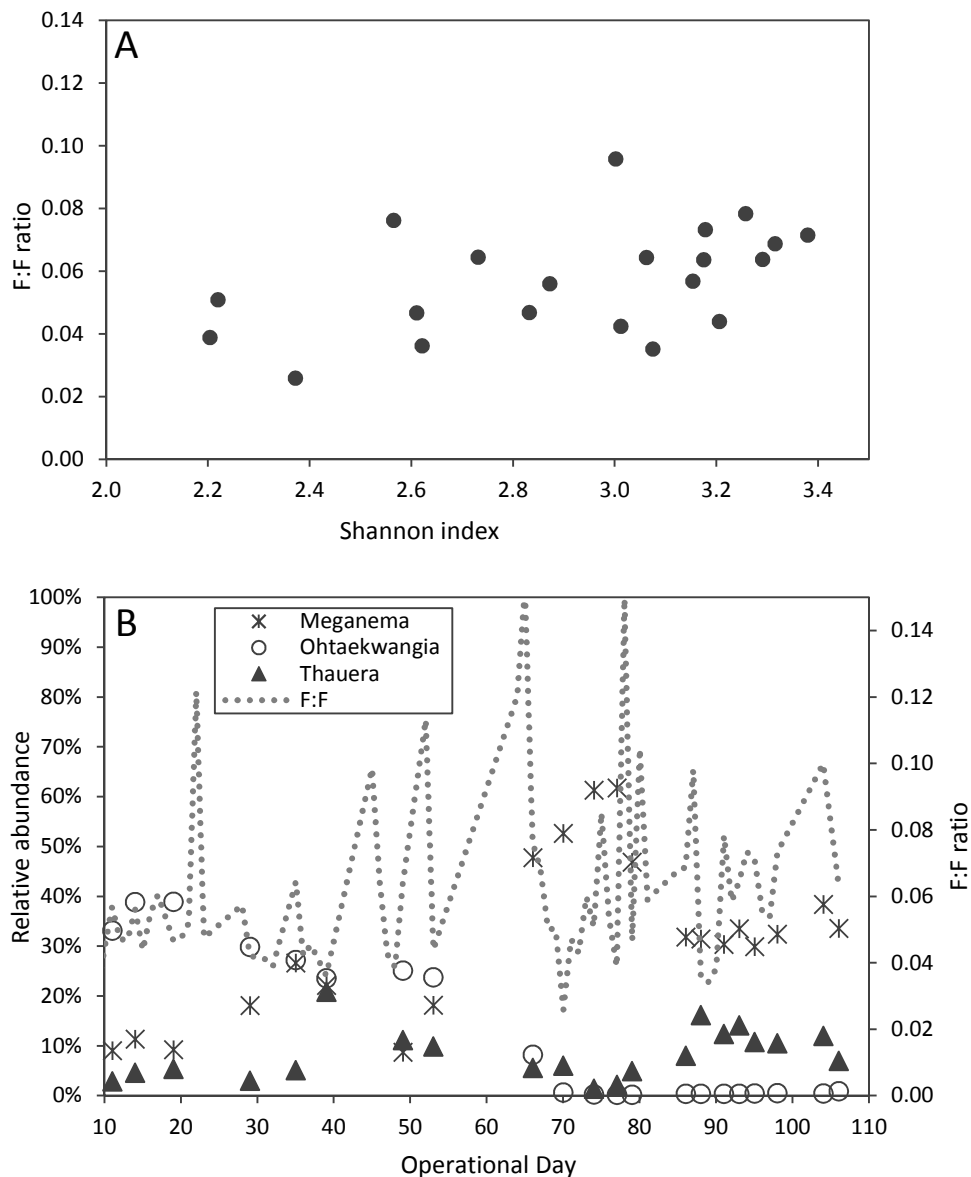 A
0.14
0.12
0.10
0.08
0.06
0.04
0.02
0.00
F:F ratio
2.0 2.2 2.4 2.6 2.8 3.0 3.2 3.4
Shannon index
B
Meganema
Ohtaekwangia
Thauera
F:F
100%
90%
80%
70%
60%
50%
40%
30%
20%
10%
0%
Relative abundance
0.14
0.12
0.10
0.08
0.06
0.04
0.02
0.00
F:F ratio
10 20 30 40 50 60 70 80 90 100 110
Operational Day